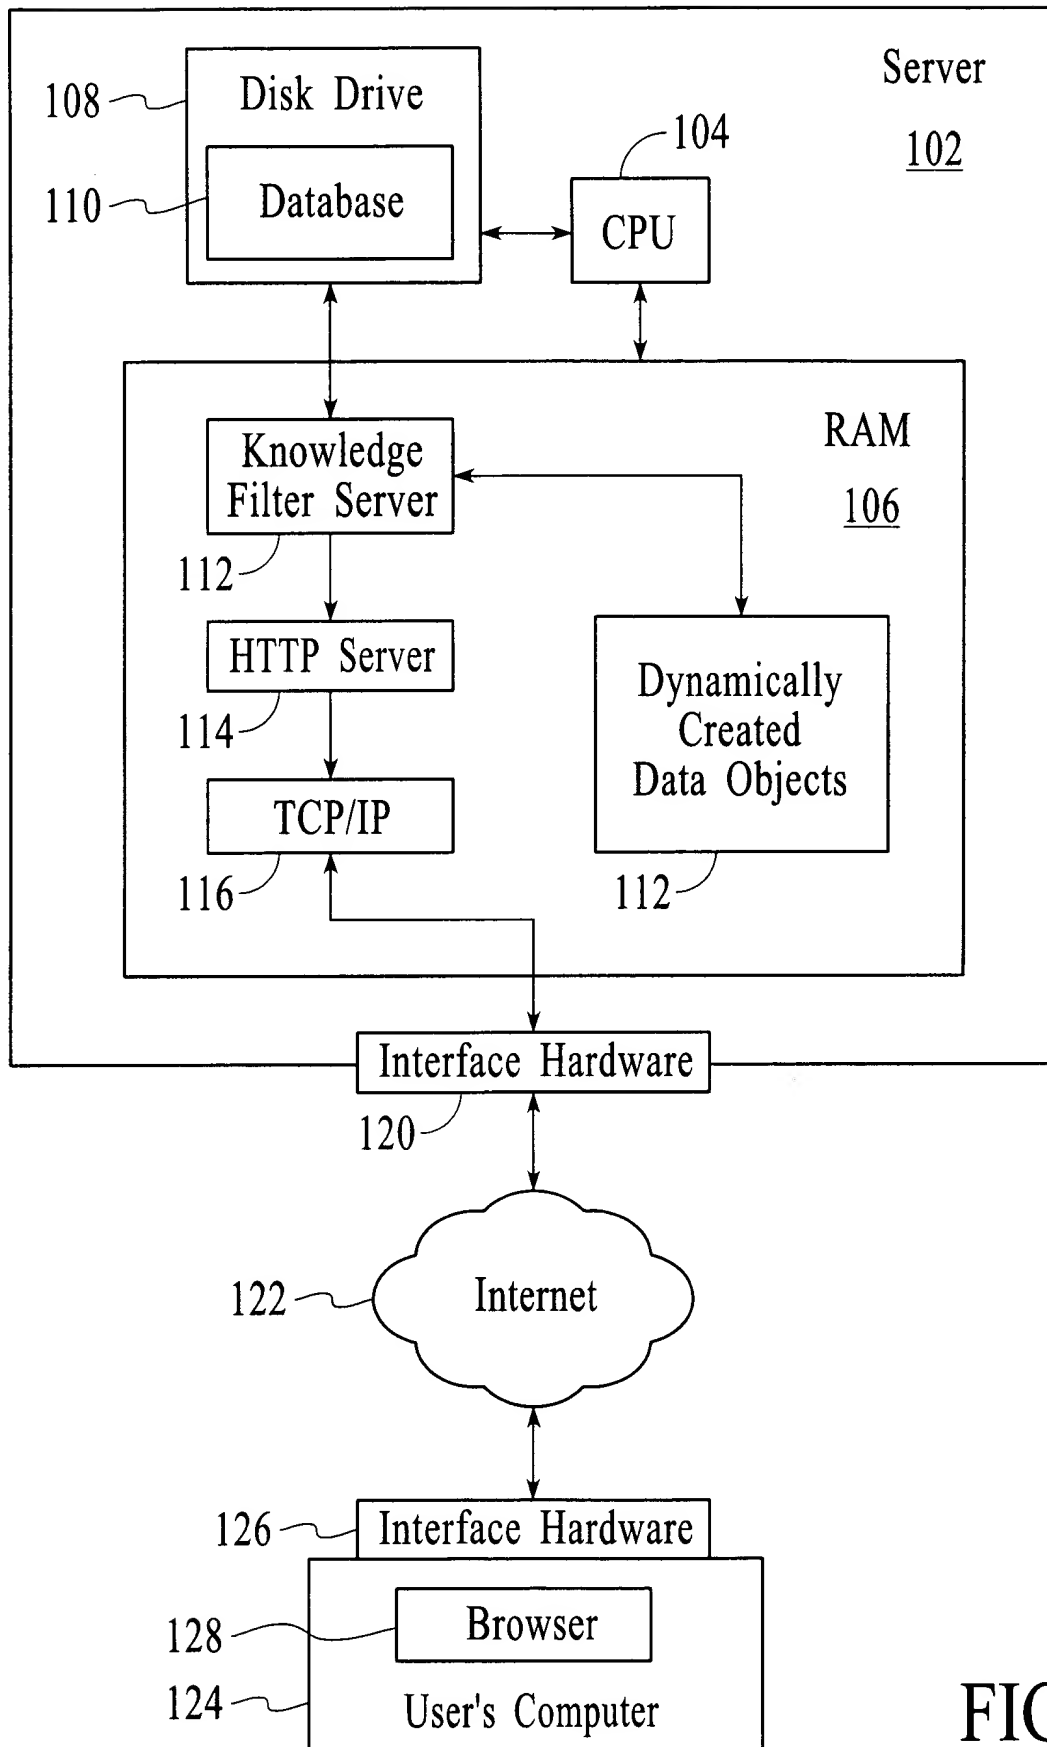 Server
102
108
Disk Drive
110
Database
104
CPU
RAM
106
Knowledge
Filter Server
112
HTTP Server
114
TCP/IP
116
Dynamically
Created
Data Objects
112
Interface Hardware
120
122
Internet
126
Interface Hardware
128
Browser
124
User's Computer
FIG